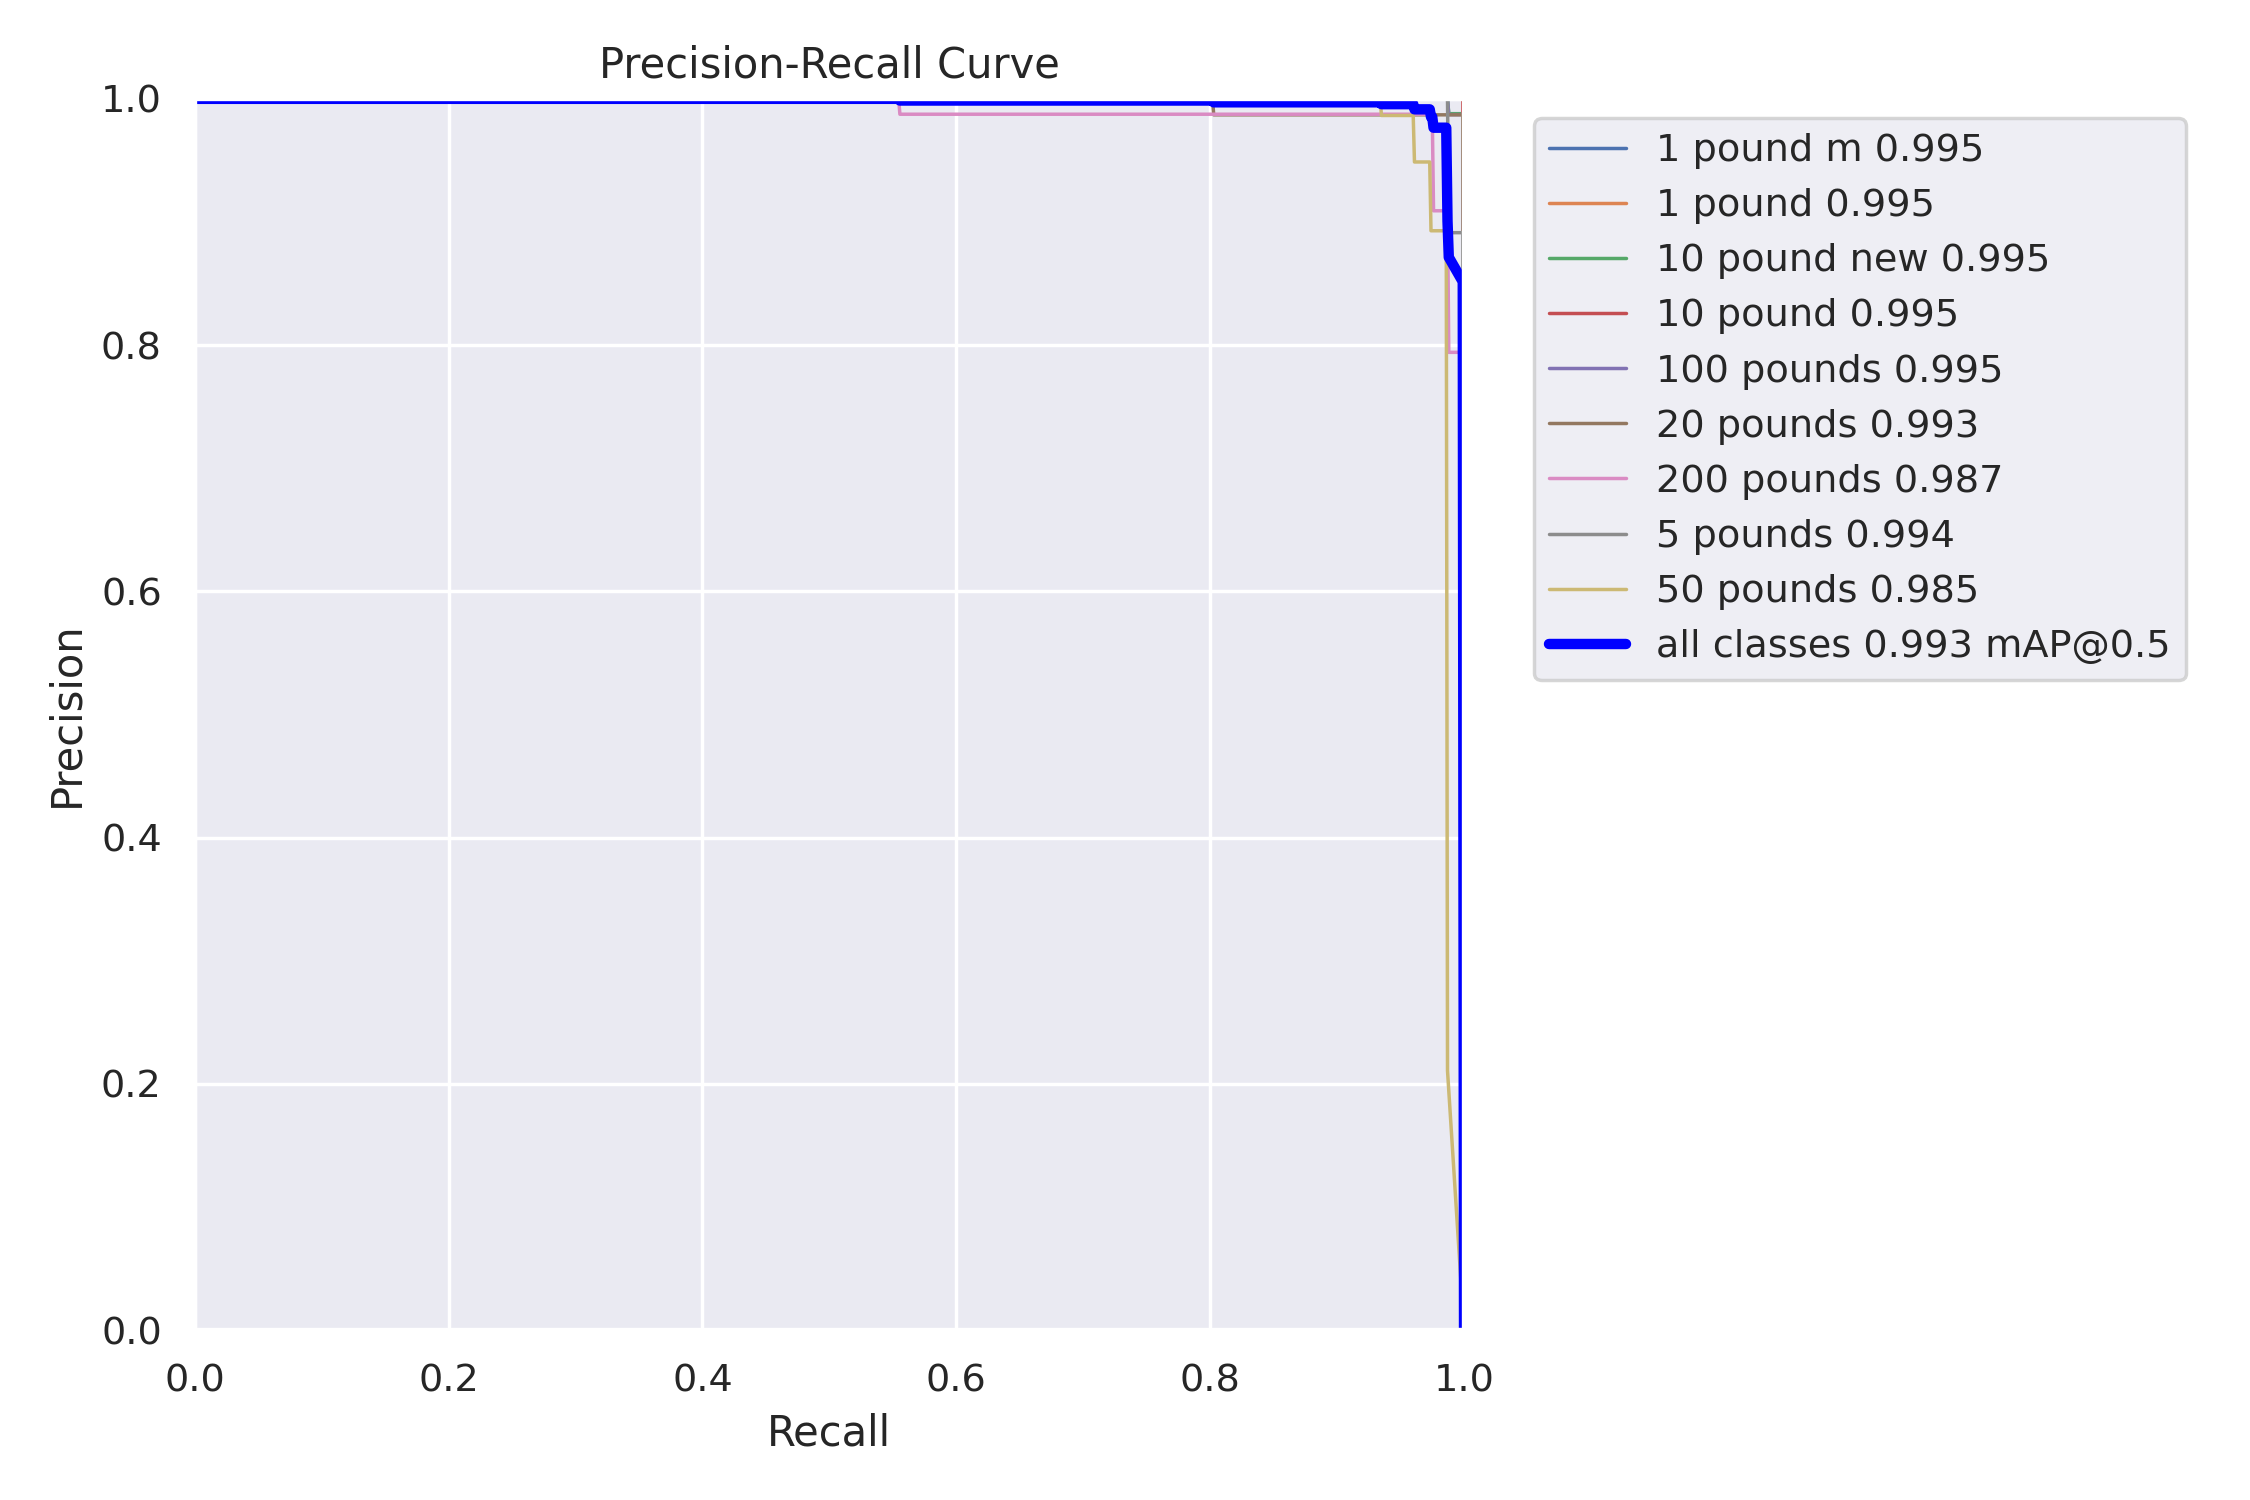 Precision-Recall Curve
1.0
0.8
0.6
0.4
0.2
0.0
Precision
0.0 0.2 0.4 0.6 0.8 1.0
Recall
1 pound m 0.995
1 pound 0.995
10 pound new 0.995
10 pound 0.995
100 pounds 0.995
20 pounds 0.993
200 pounds 0.987
5 pounds 0.994
50 pounds 0.985
all classes 0.993 mAP@0.5